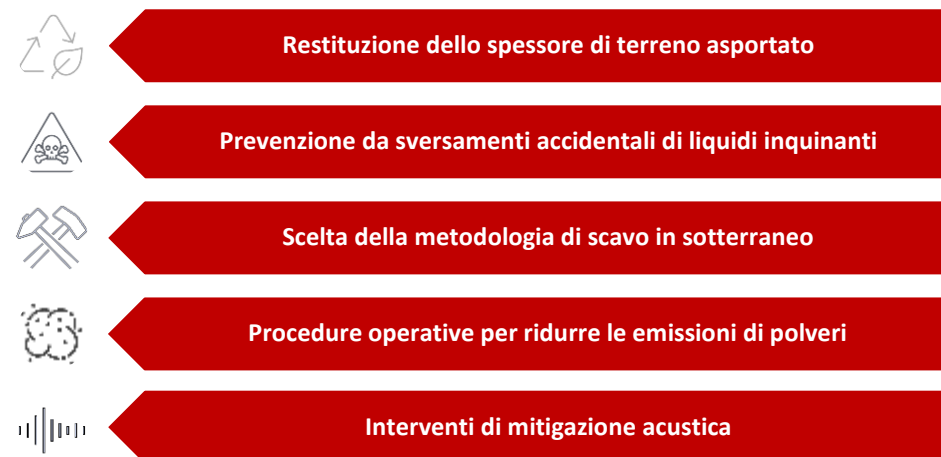 Restituzione dello spessore di terreno asportato
Prevenzione da sversamenti accidentali di liquidi inquinanti
Scelta della metodologia di scavo in sotterraneo
Procedure operative per ridurre le emissioni di polveri
Interventi di mitigazione acustica